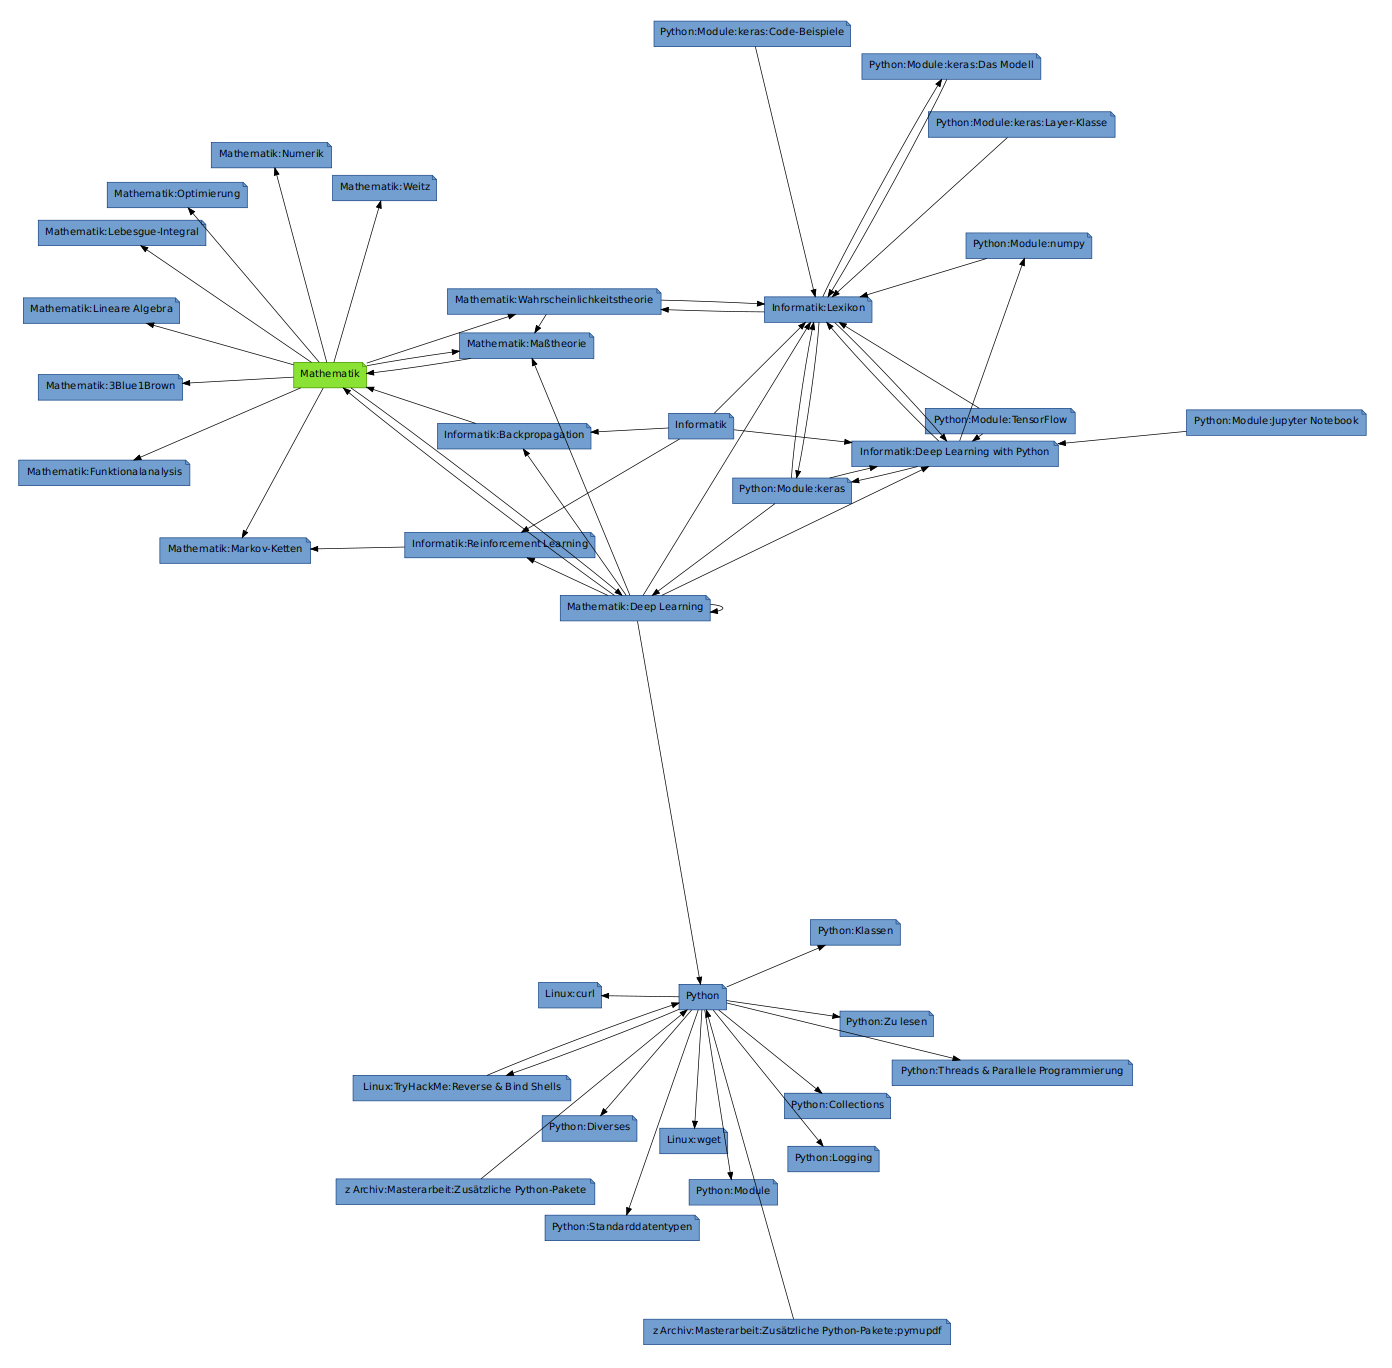 Python:Module:keras:Code-Beispiele
Python:Module:keras:Das Modell
Python:Module:keras:Layer-Klasse
Mathematik:Numerik
Mathematik:Weitz
Mathematik:Optimierung
Mathematik:Lebesgue-Integral
Python:Module:numpy
Mathematik:Wahrscheinlichkeitstheorie
Mathematik:Lineare Algebra
Informatik:Lexikon
Mathematik:Maßtheorie
Mathematik
Mathematik:3Blue1Brown
Python:Module:TensorFlow
Python:Module:Jupyter Notebook
Informatik
Informatik:Backpropagation
Informatik:Deep Learning with Python
Mathematik:Funktionalanalysis
Python:Module:keras
Informatik:Reinforcement Learning
Mathematik:Markov-Ketten
Mathematik:Deep Learning
Python:Klassen
Linux:curl
Python
Python:Zu lesen
Python:Threads & Parallele Programmierung
Linux:TryHackMe:Reverse & Bind Shells
Python:Collections
Python:Diverses
Linux:wget
Python:Logging
z Archiv:Masterarbeit:Zusätzliche Python-Pakete
Python:Module
Python:Standarddatentypen
z Archiv:Masterarbeit:Zusätzliche Python-Pakete:pymupdf